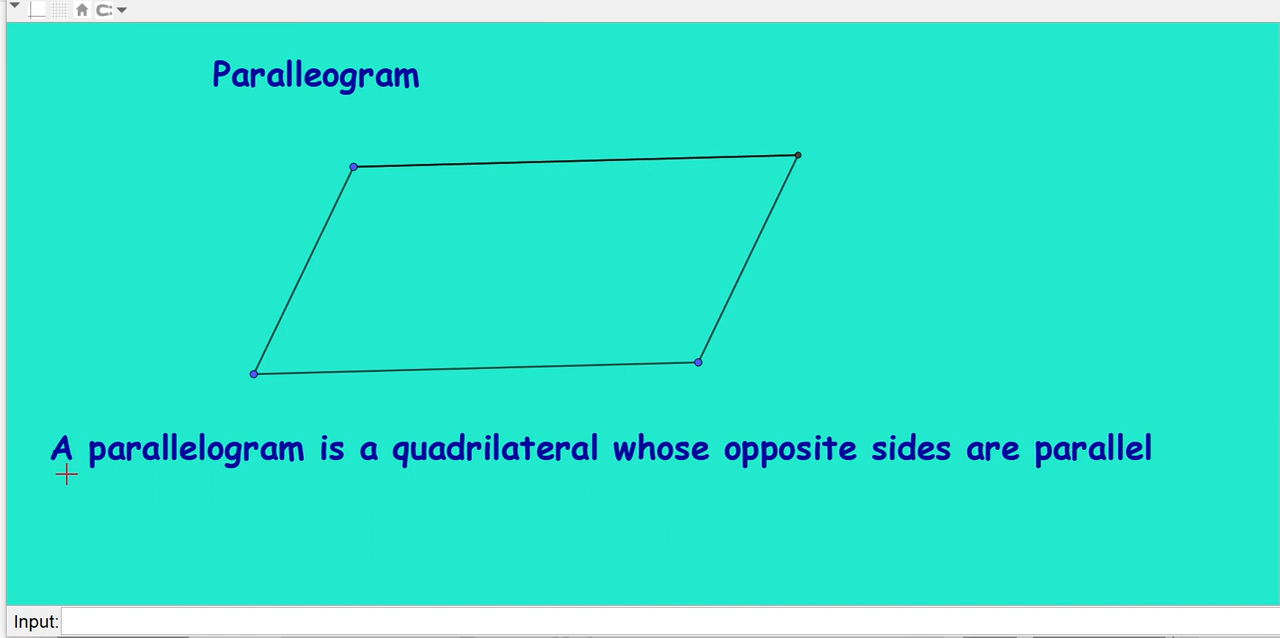 Paralleogram
A parallelogram is a quadrilateral whose opposite sides are parallel
Input: